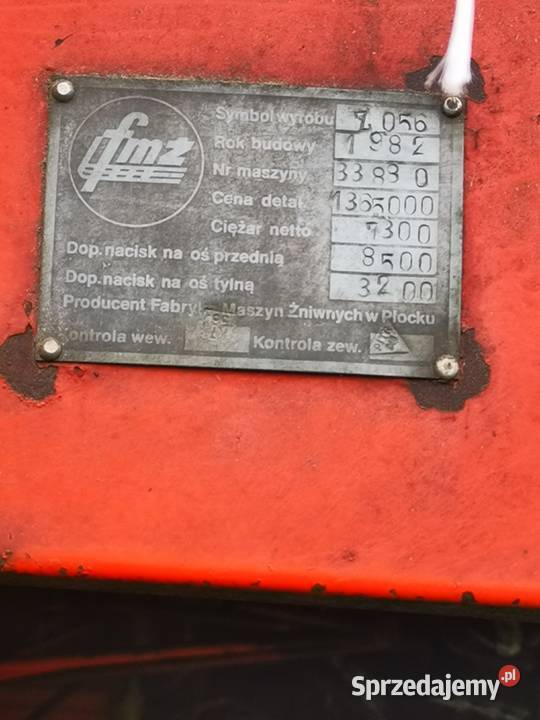 fmz
Symbol wyrobu Z 056
Rok budowy 1982
Nr maszyny 33830
Cena detal. 1365000
Ciężar netto 7300
Dop. nacisk na oś przednią 8500
Dop. nacisk na oś tylną 3200
Producent Fabryka Maszyn Żniwnych w Płocku
Kontrola wew. Kontrola zew.
Sprzedajemy.pl